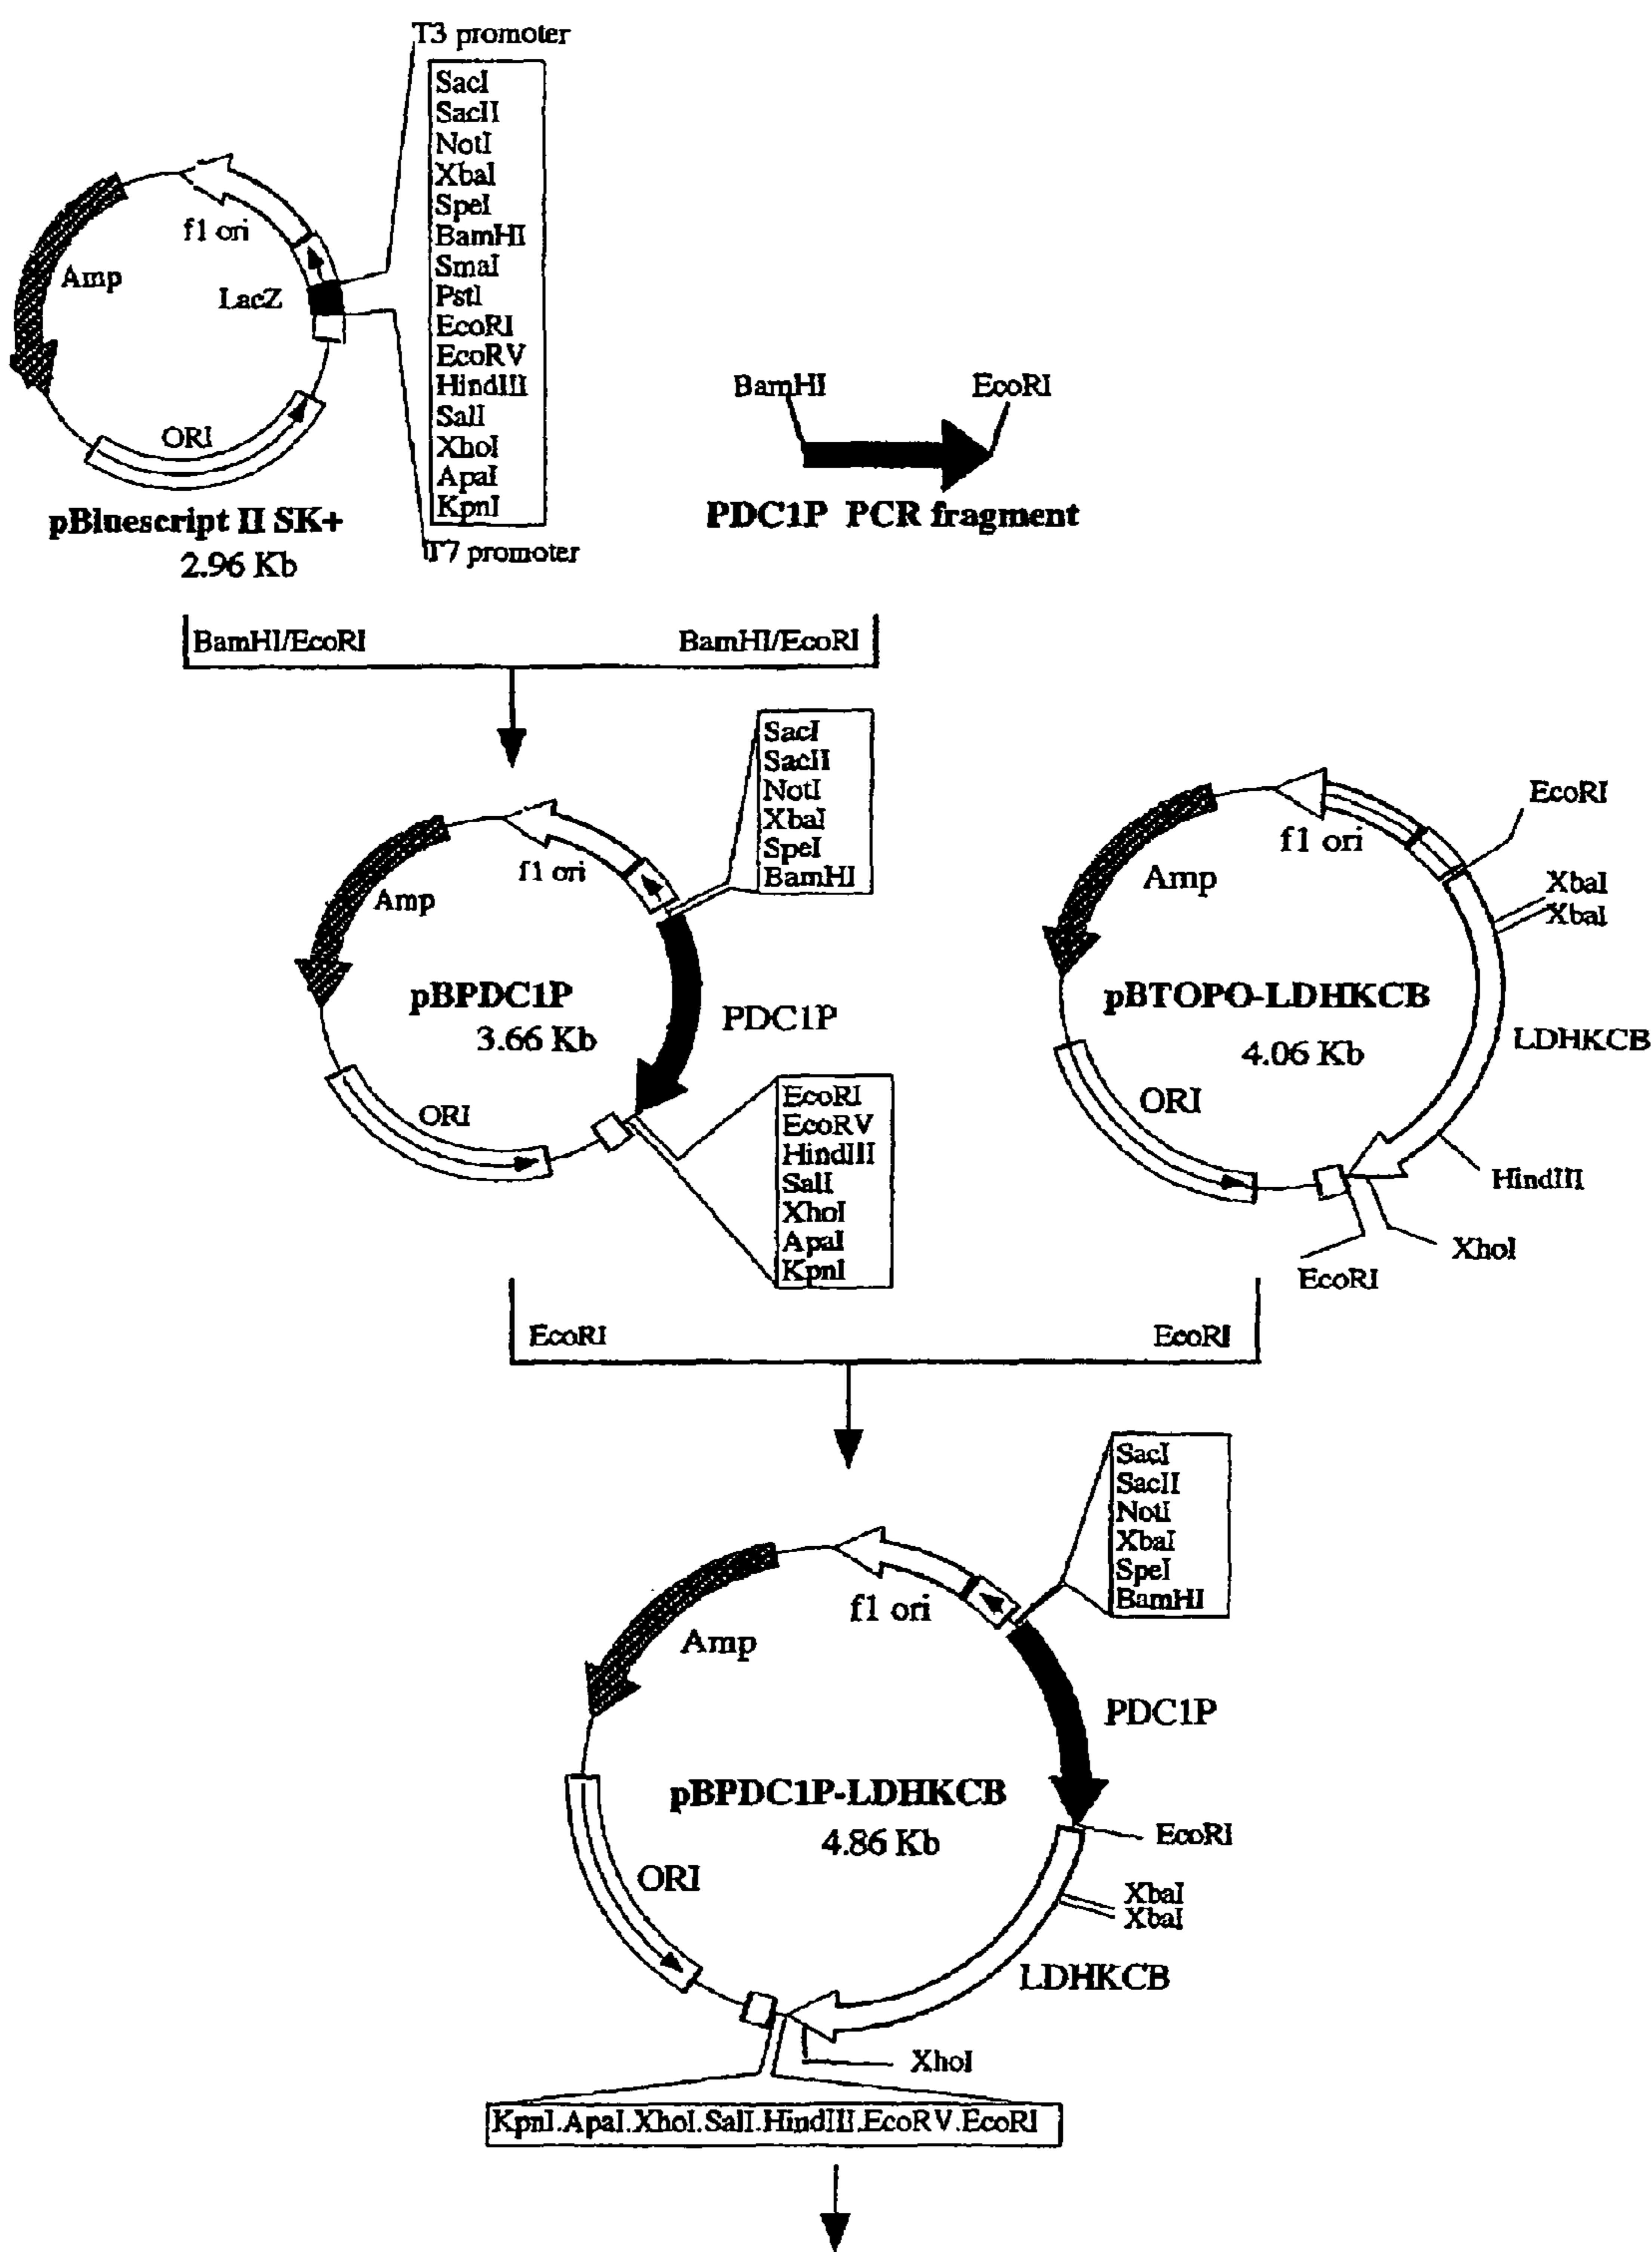 T3 promoter
SacI
SacII
NotI
XbaI
SpeI
BamHI
SmaI
PstI
EcoRI
EcoRV
HindIII
SalI
XhoI
ApaI
KpnI
T7 promoter
f1 ori
Amp
LacZ
ORI
pBluescript II SK+
2.96 Kb
BamHI
EcoRI
PDC1P PCR fragment
BamHI/EcoRI
BamHI/EcoRI
SacI
SacII
NotI
XbaI
SpeI
BamHI
f1 ori
Amp
pBPDC1P
3.66 Kb
PDC1P
ORI
EcoRI
EcoRV
HindIII
SalI
XhoI
ApaI
KpnI
EcoRI
f1 ori
Amp
XbaI
XbaI
pBTOPO-LDHKCB
4.06 Kb
LDHKCB
ORI
HindIII
XhoI
EcoRI
EcoRI
EcoRI
SacI
SacII
NotI
XbaI
SpeI
BamHI
f1 ori
Amp
PDC1P
pBPDC1P-LDHKCB
4.86 Kb
EcoRI
ORI
XbaI
XbaI
LDHKCB
XhoI
KpnI.ApaI.XhoI.SalI.HindIII.EcoRV.EcoRI